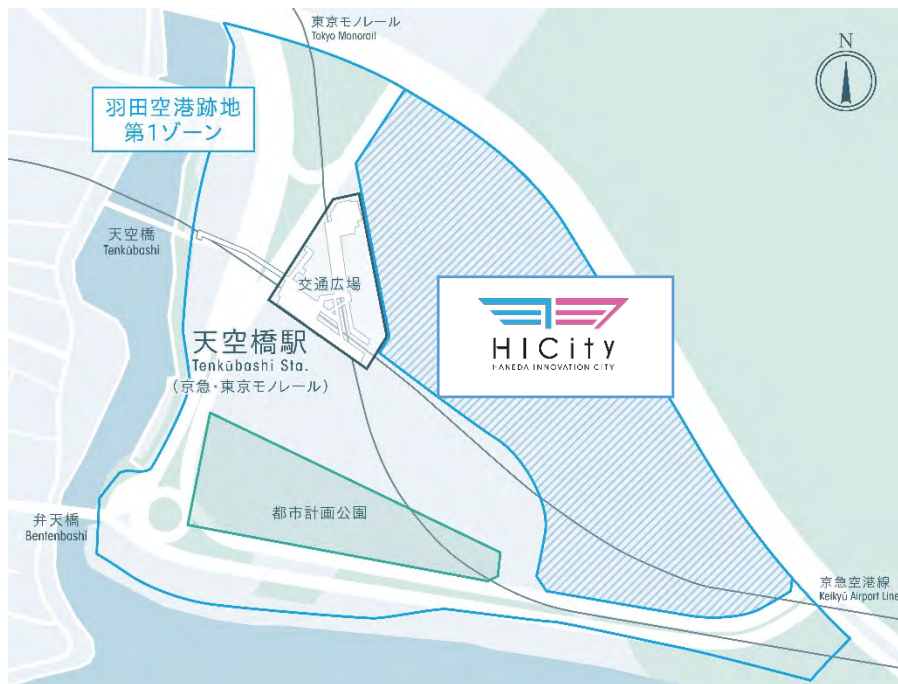 東京モノレール
Tokyo Monorail
N
羽田空港跡地
第1ゾーン
天空橋
Tenkūbashi
交通広場
HICity
HANEDA INNOVATION CITY
天空橋駅
Tenkūbashi Sta.
(京急・東京モノレール)
都市計画公園
弁天橋
Bentenbashi
京急空港線
Keikyū Airport Line